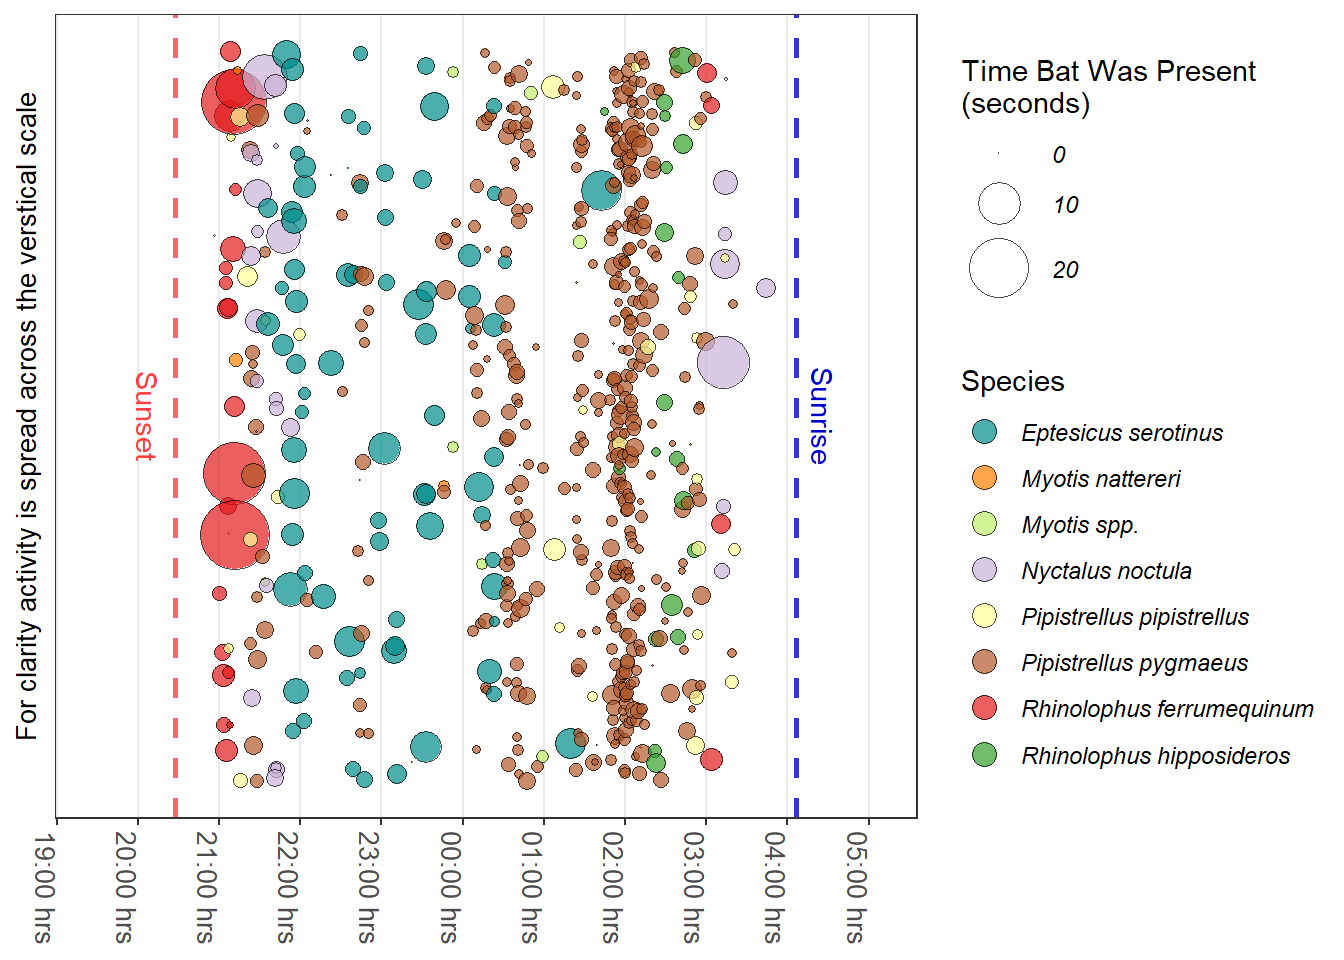 For clarity activity is spread across the verstical scale
Sunset
Sunrise
19:00 hrs
20:00 hrs
21:00 hrs
22:00 hrs
23:00 hrs
00:00 hrs
01:00 hrs
02:00 hrs
03:00 hrs
04:00 hrs
05:00 hrs
Time Bat Was Present
(seconds)
0
10
20
Species
Eptesicus serotinus
Myotis nattereri
Myotis spp.
Nyctalus noctula
Pipistrellus pipistrellus
Pipistrellus pygmaeus
Rhinolophus ferrumequinum
Rhinolophus hipposideros